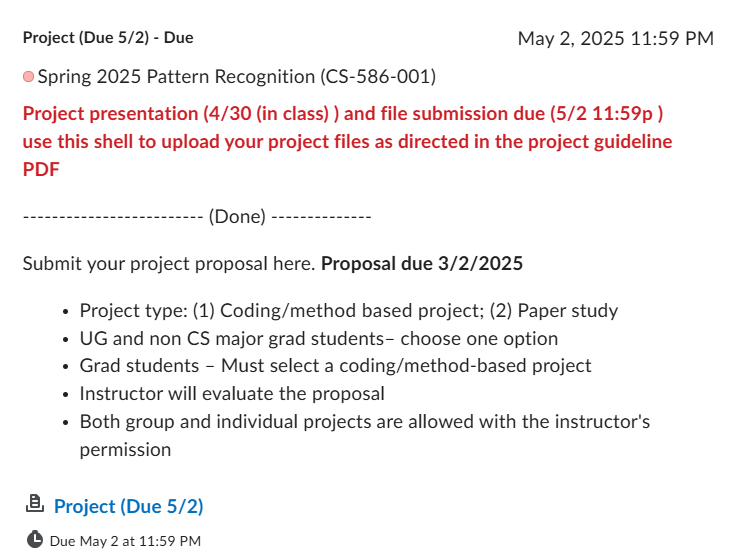 Project (Due 5/2) - Due
May 2, 2025 11:59 PM
Spring 2025 Pattern Recognition (CS-586-001)
Project presentation (4/30 (in class) ) and file submission due (5/2 11:59p )
use this shell to upload your project files as directed in the project guideline
PDF
------------------------- (Done) --------------
Submit your project proposal here. Proposal due 3/2/2025
• Project type: (1) Coding/method based project; (2) Paper study
• UG and non CS major grad students– choose one option
• Grad students – Must select a coding/method-based project
• Instructor will evaluate the proposal
• Both group and individual projects are allowed with the instructor's
permission
Project (Due 5/2)
Due May 2 at 11:59 PM